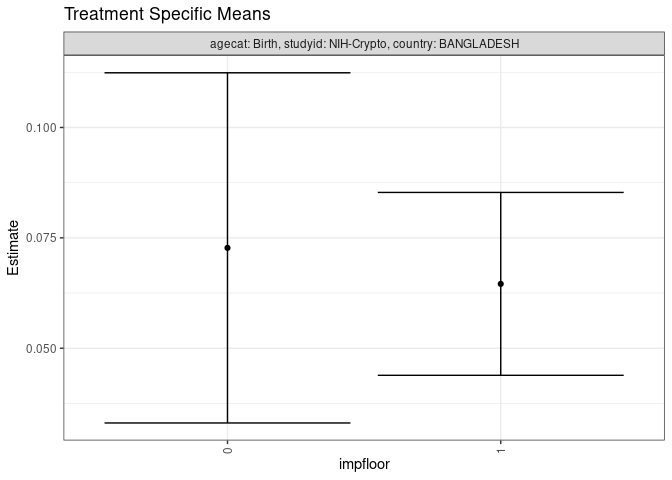 Treatment Specific Means
agecat: Birth, studyid: NIH-Crypto, country: BANGLADESH
0.100
0.075
0.050
Estimate
0
1
impfloor